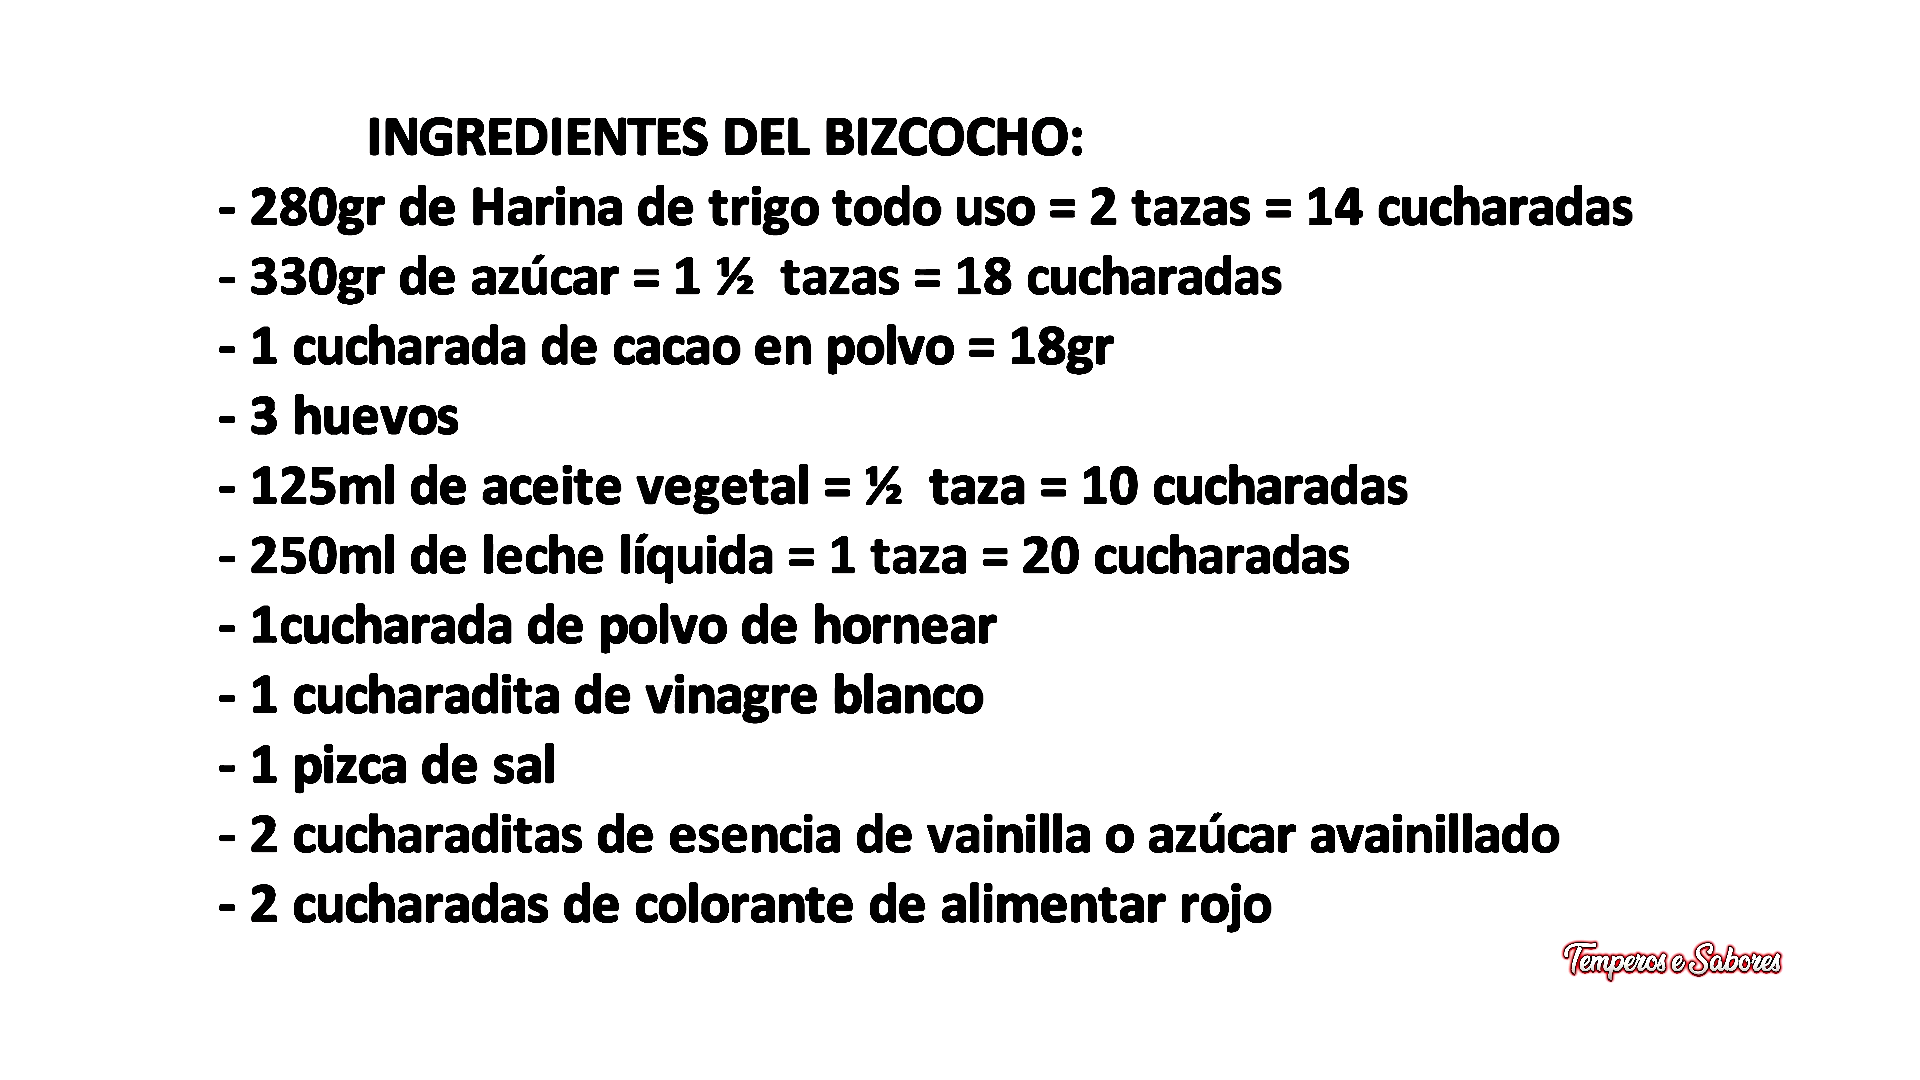 INGREDIENTES DEL BIZCOCHO:
- 280gr de Harina de trigo todo uso = 2 tazas = 14 cucharadas
- 330gr de azúcar = 1 ½ tazas = 18 cucharadas
- 1 cucharada de cacao en polvo = 18gr
- 3 huevos
- 125ml de aceite vegetal = ½ taza = 10 cucharadas
- 250ml de leche líquida = 1 taza = 20 cucharadas
- 1cucharada de polvo de hornear
- 1 cucharadita de vinagre blanco
- 1 pizca de sal
- 2 cucharaditas de esencia de vainilla o azúcar avainillado
- 2 cucharadas de colorante de alimentar rojo
Temperos e Sabores